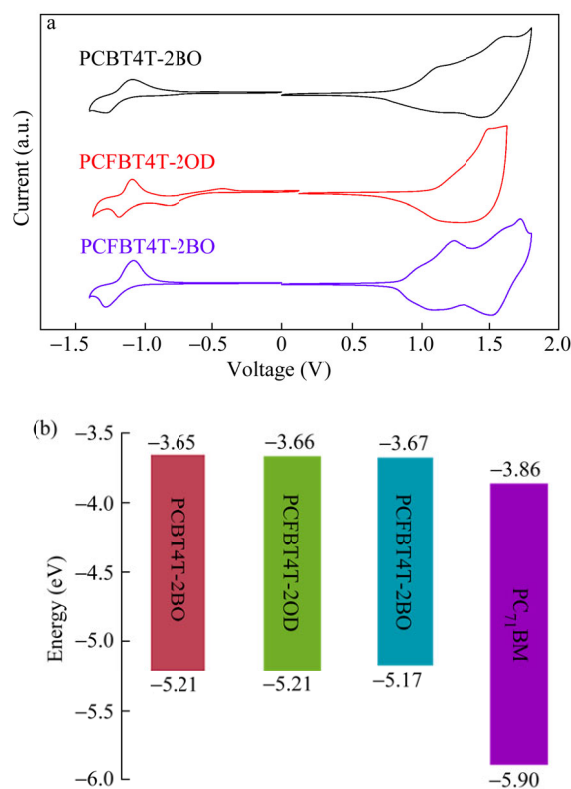 a
PCBT4T-2BO
PCFBT4T-2OD
PCFBT4T-2BO
Current (a.u.)
−1.5 −1.0 −0.5 0 0.5 1.0 1.5 2.0
Voltage (V)
(b)
−3.5
−4.0
−4.5
−5.0
−5.5
−6.0
Energy (eV)
−3.65 −3.66 −3.67 −3.86
PCBT4T-2BO
PCFBT4T-2OD
PCFBT4T-2BO
PC₇₁BM
−5.21 −5.21 −5.17 −5.90